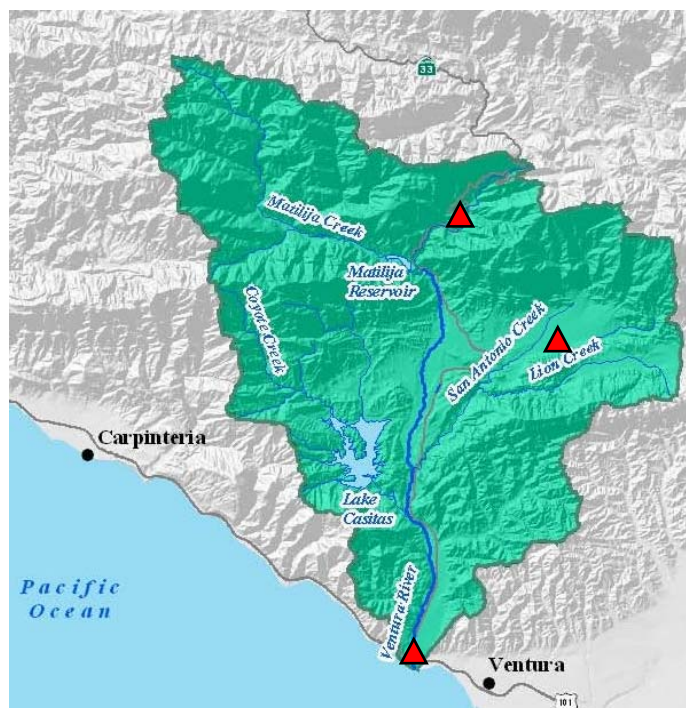 33
Matilija Creek
Matilija
Reservoir
Coyote Creek
San Antonio Creek
Lion Creek
Carpinteria
Lake
Casitas
Pacific
Ocean
Ventura River
Ventura
101